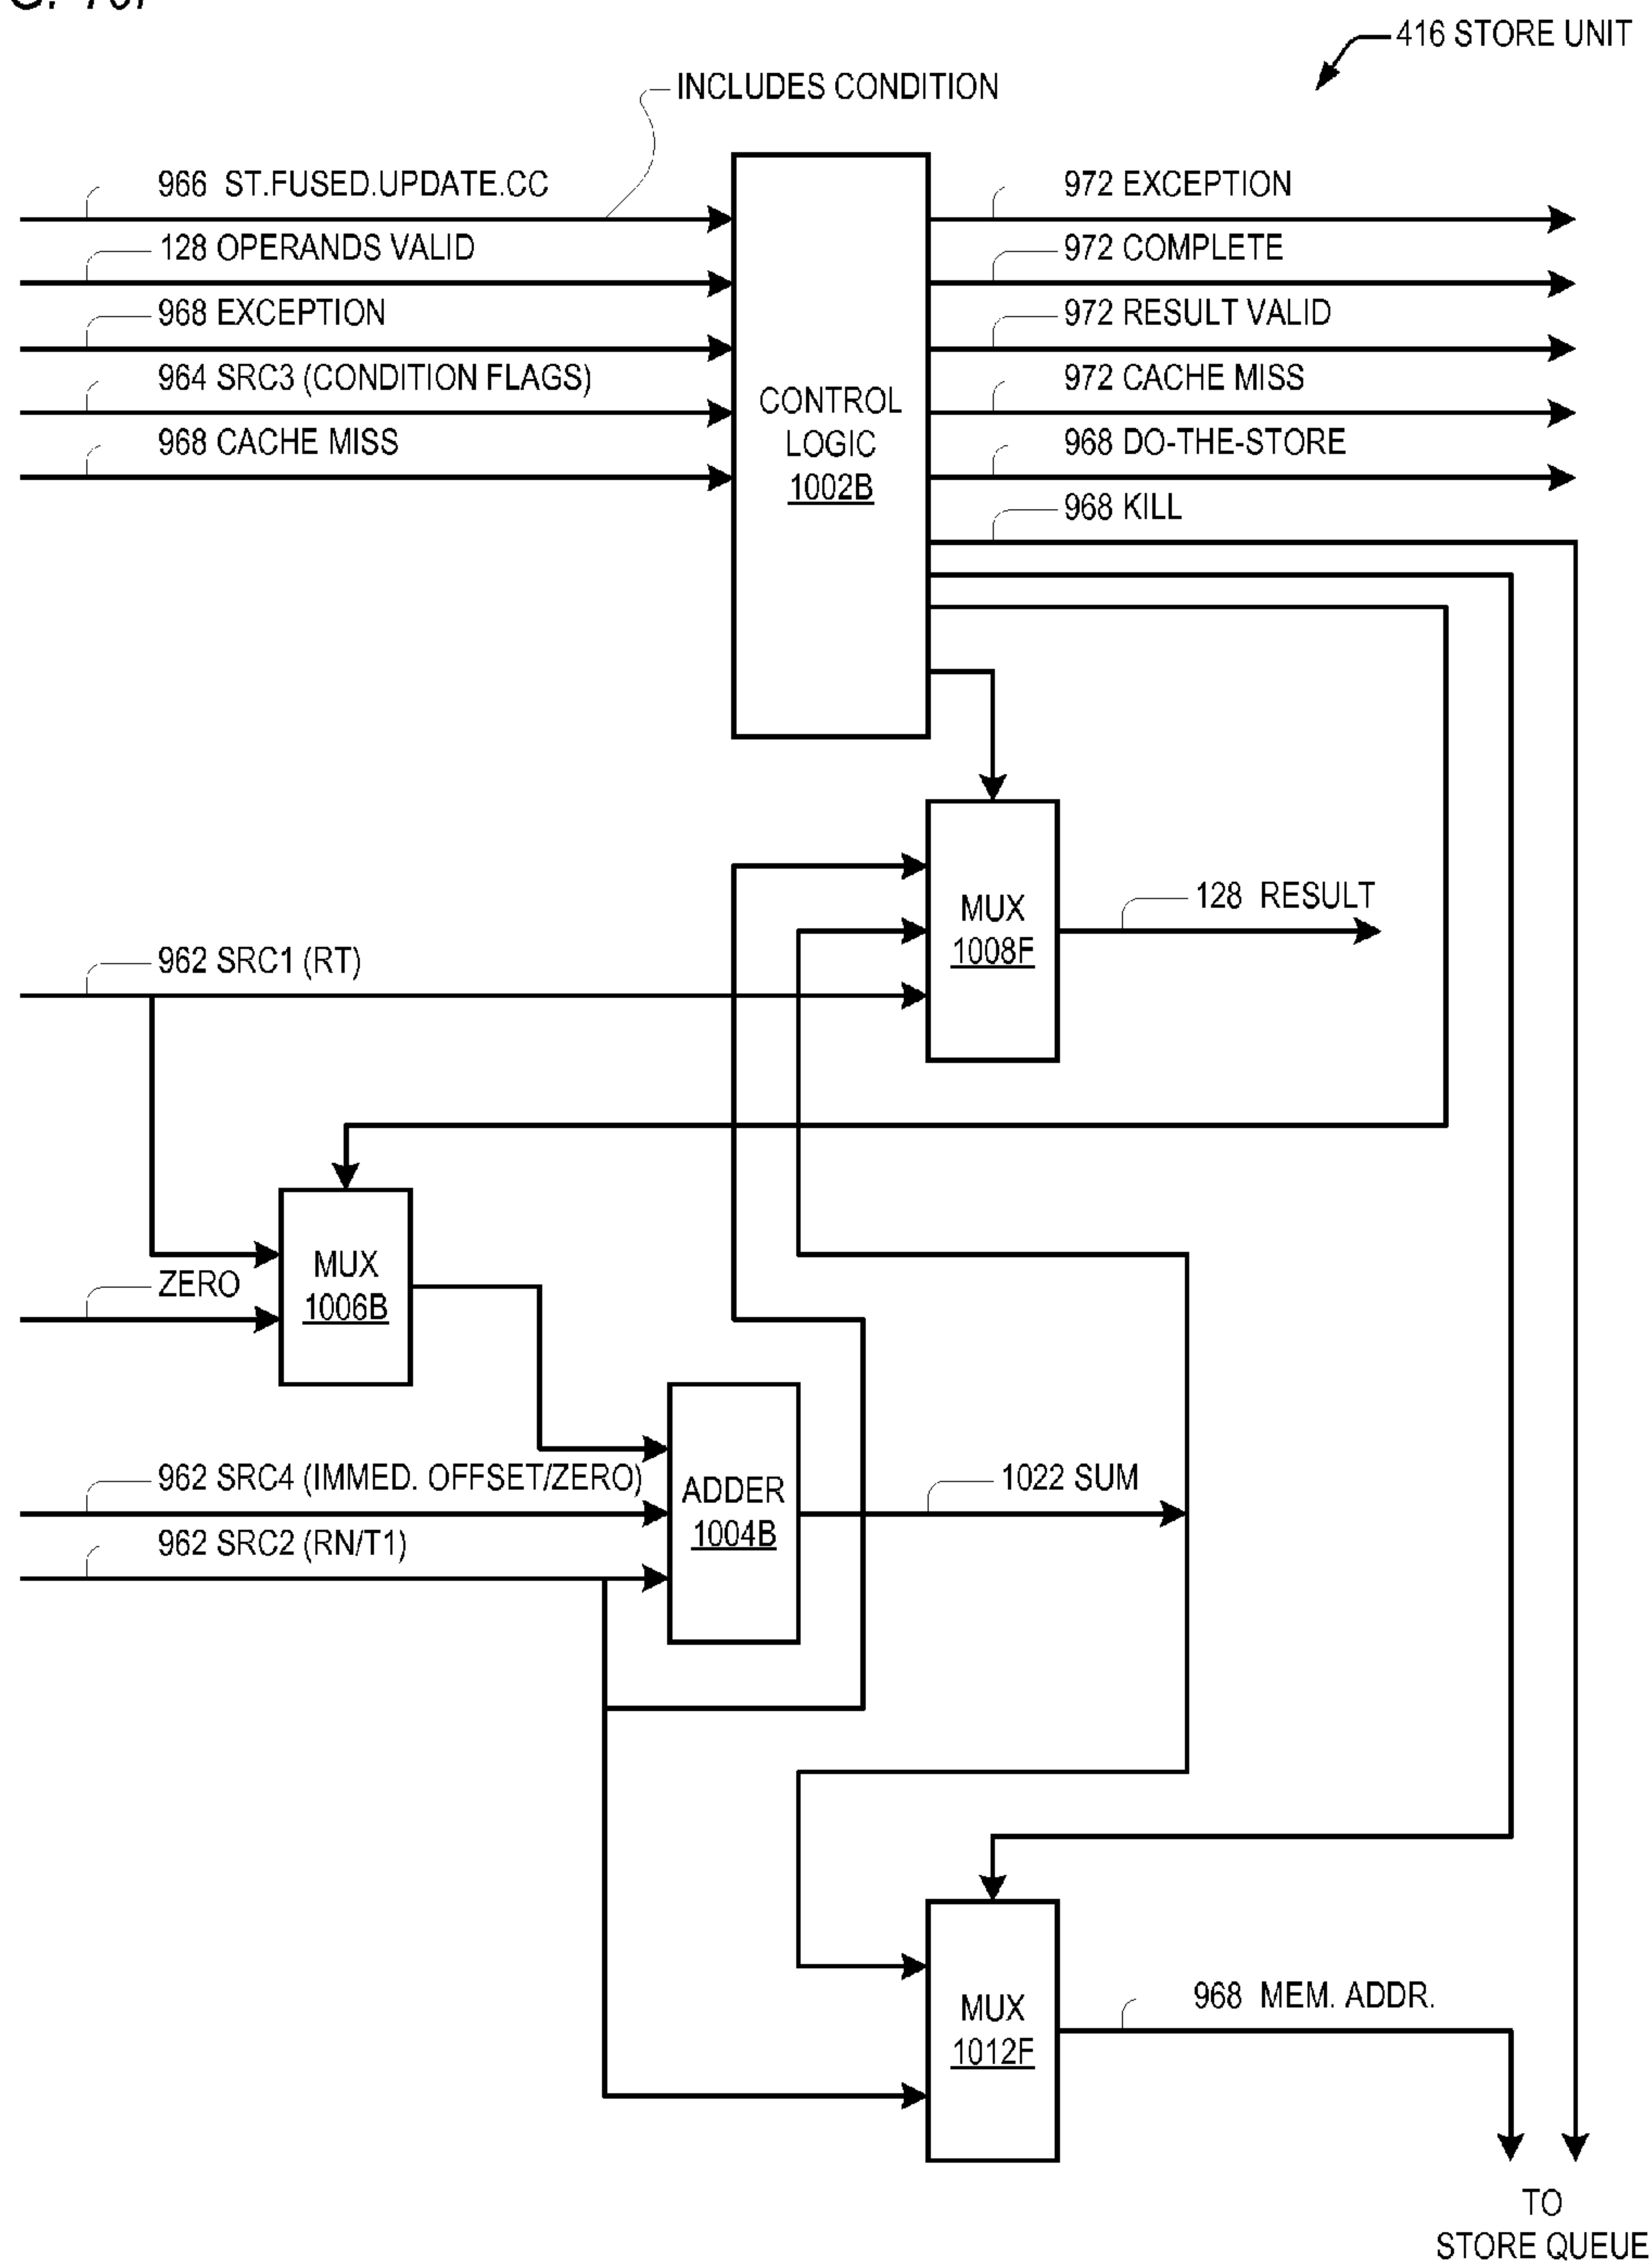 416 STORE UNIT
INCLUDES CONDITION
966 ST.FUSED.UPDATE.CC
128 OPERANDS VALID
968 EXCEPTION
964 SRC3 (CONDITION FLAGS)
968 CACHE MISS
CONTROL
LOGIC
1002B
972 EXCEPTION
972 COMPLETE
972 RESULT VALID
972 CACHE MISS
968 DO-THE-STORE
968 KILL
MUX
1008F
128 RESULT
962 SRC1 (RT)
MUX
1006B
ZERO
962 SRC4 (IMMED. OFFSET/ZERO)
962 SRC2 (RN/T1)
ADDER
1004B
1022 SUM
MUX
1012F
968 MEM. ADDR.
TO
STORE QUEUE